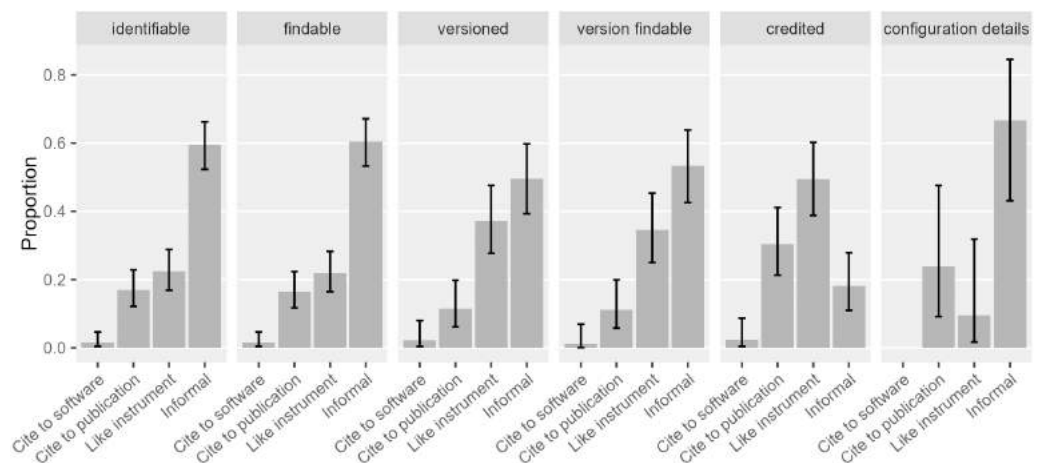 identifiable
findable
versioned
version findable
credited
configuration details
Proportion
0.8
0.6
0.4
0.2
0.0
Cite to software
Cite to publication
Like instrument
Informal
Cite to software
Cite to publication
Like instrument
Informal
Cite to software
Cite to publication
Like instrument
Informal
Cite to software
Cite to publication
Like instrument
Informal
Cite to software
Cite to publication
Like instrument
Informal
Cite to software
Cite to publication
Like instrument
Informal